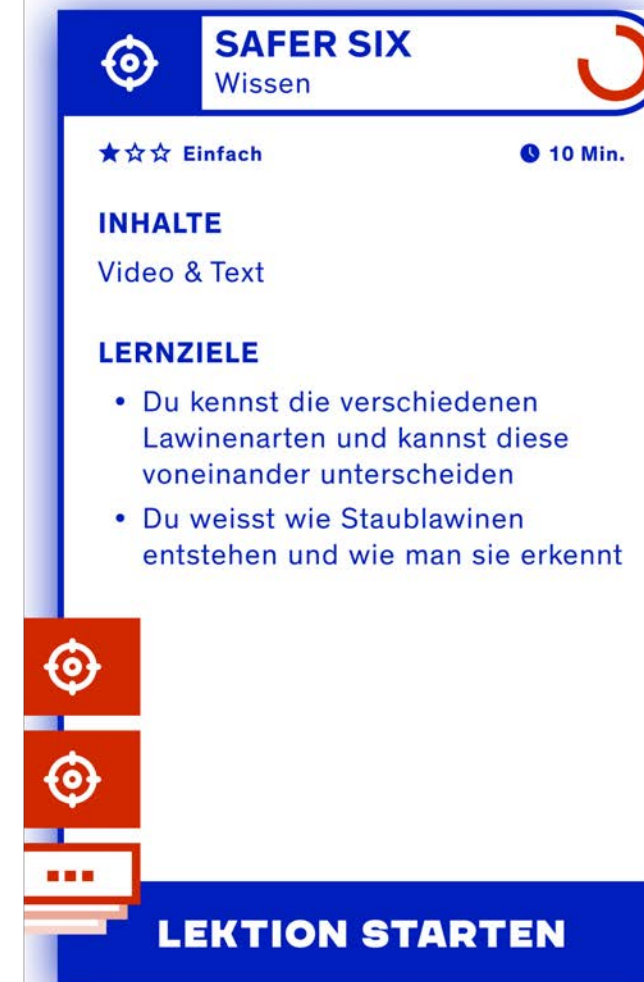 SAFER SIX
Wissen
Einfach
10 Min.
INHALTE
Video & Text
LERNZIELE
• Du kennst die verschiedenen
Lawinenarten und kannst diese
voneinander unterscheiden
• Du weisst wie Staublawinen
entstehen und wie man sie erkennt
LEKTION STARTEN